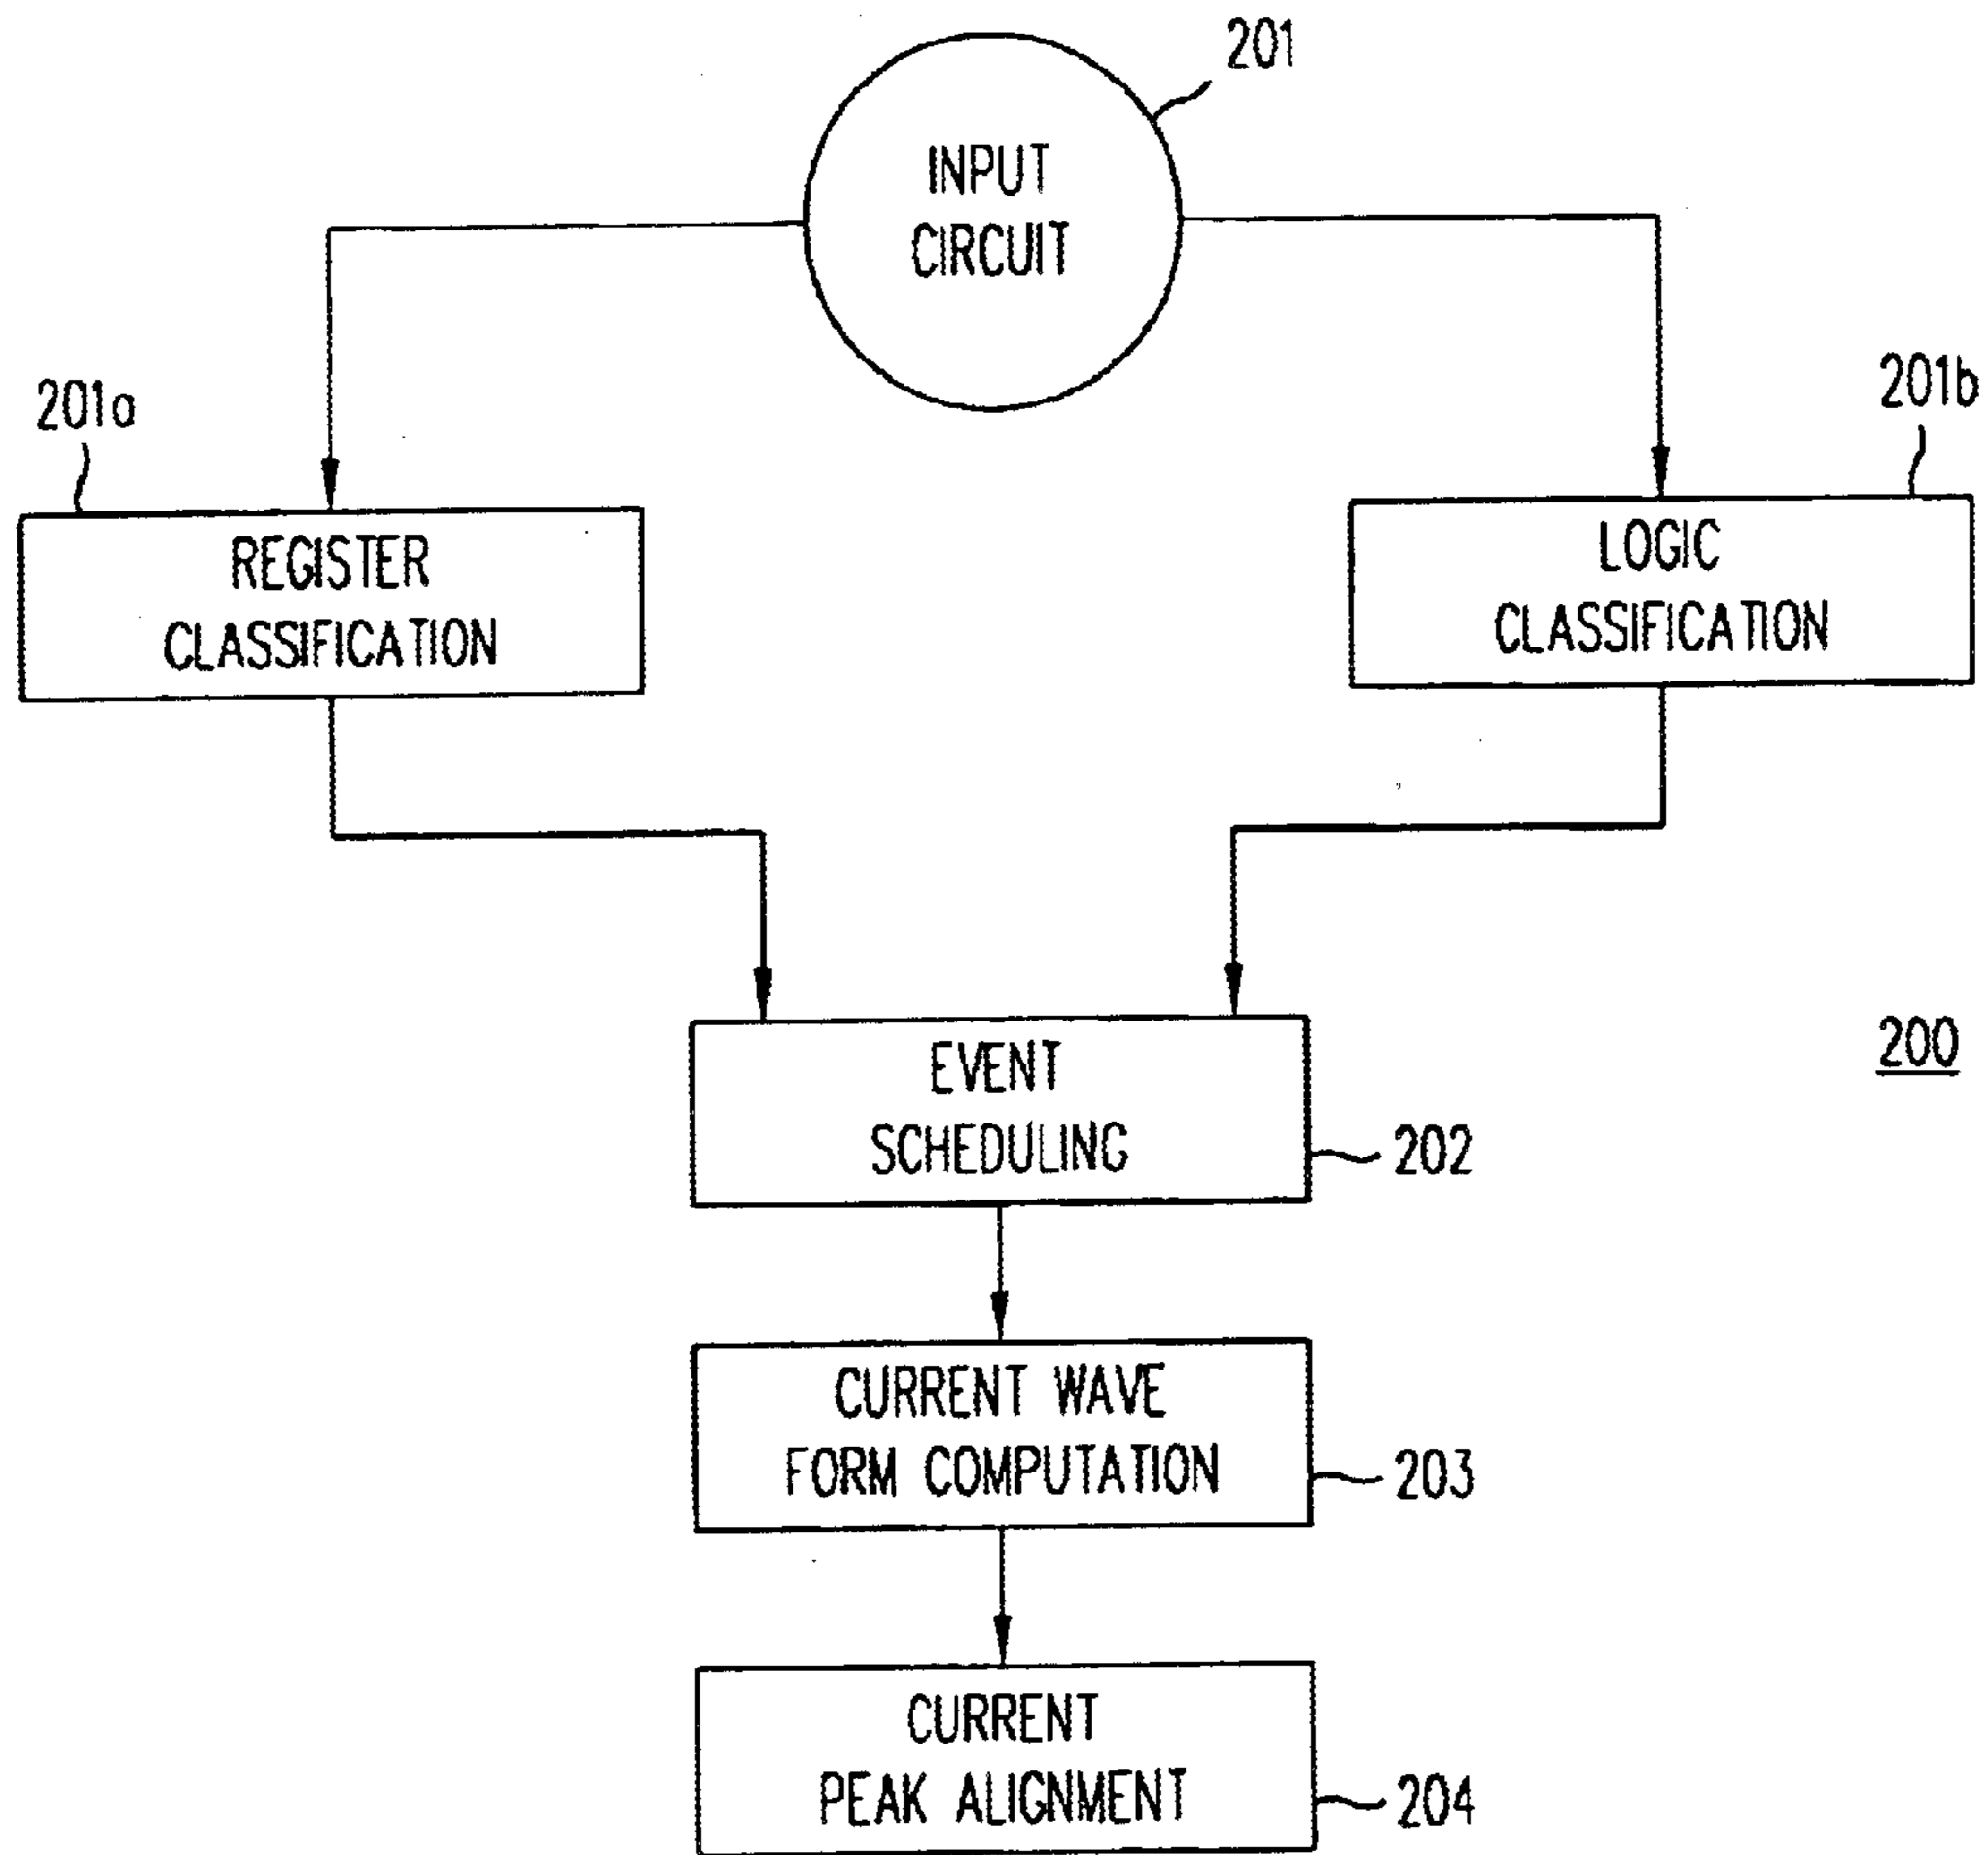 201
INPUT
CIRCUIT
201a
201b
REGISTER
CLASSIFICATION
LOGIC
CLASSIFICATION
EVENT
SCHEDULING
200
202
CURRENT WAVE
FORM COMPUTATION
203
CURRENT
PEAK ALIGNMENT
204